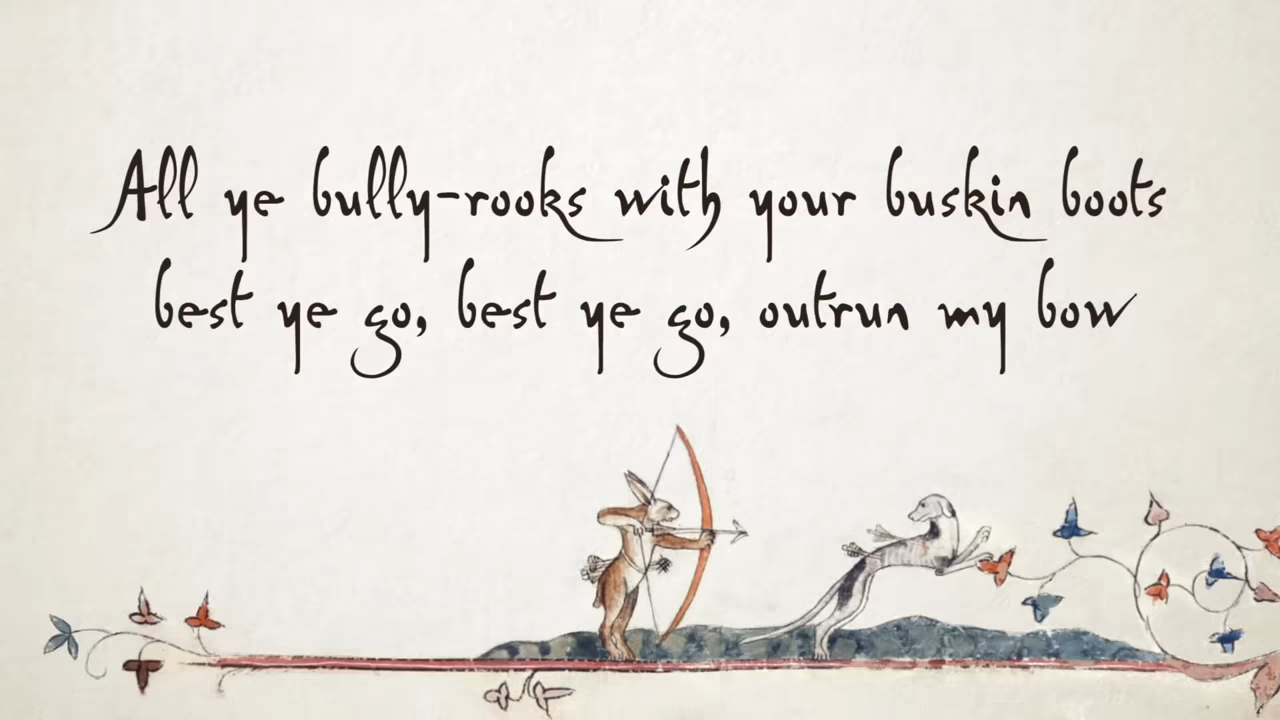 All ye bully-rooks with your buskin boots
best ye go, best ye go, outrun my bow